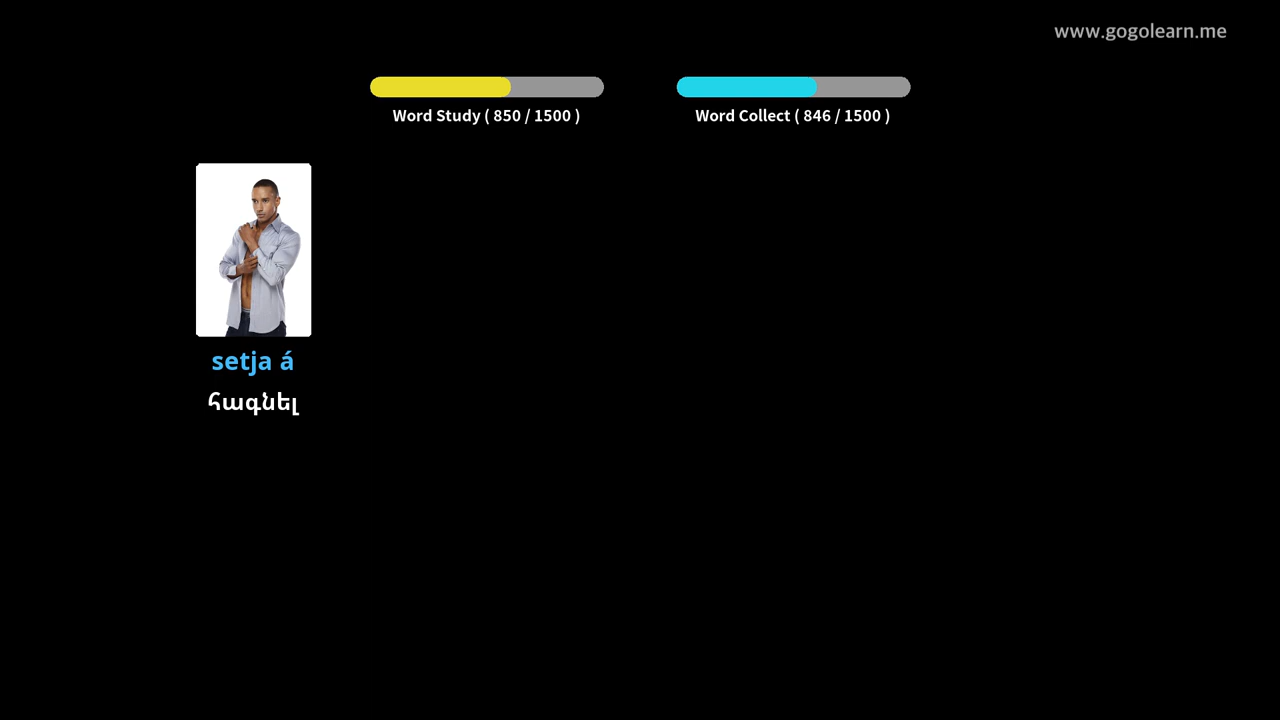 www.gogolearn.me
Word Study ( 850 / 1500 )
Word Collect ( 846 / 1500 )
setja á
հագնել